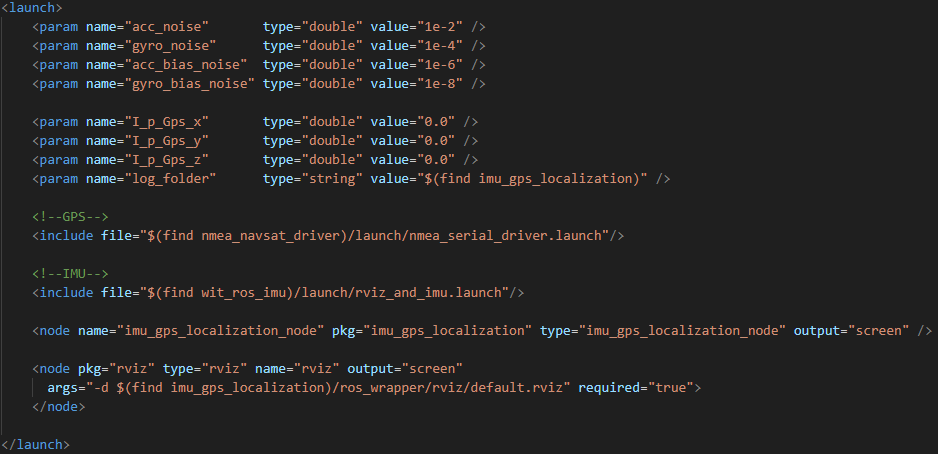 <launch>
<param name="acc_noise" type="double" value="1e-2" />
<param name="gyro_noise" type="double" value="1e-4" />
<param name="acc_bias_noise" type="double" value="1e-6" />
<param name="gyro_bias_noise" type="double" value="1e-8" />
<param name="I_p_Gps_x" type="double" value="0.0" />
<param name="I_p_Gps_y" type="double" value="0.0" />
<param name="I_p_Gps_z" type="double" value="0.0" />
<param name="log_folder" type="string" value="$(find imu_gps_localization)" />
<!--GPS-->
<include file="$(find nmea_navsat_driver)/launch/nmea_serial_driver.launch"/>
<!--IMU-->
<include file="$(find wit_ros_imu)/launch/rviz_and_imu.launch"/>
<node name="imu_gps_localization_node" pkg="imu_gps_localization" type="imu_gps_localization_node" output="screen" />
<node pkg="rviz" type="rviz" name="rviz" output="screen"
args="-d $(find imu_gps_localization)/ros_wrapper/rviz/default.rviz" required="true">
</node>
</launch>